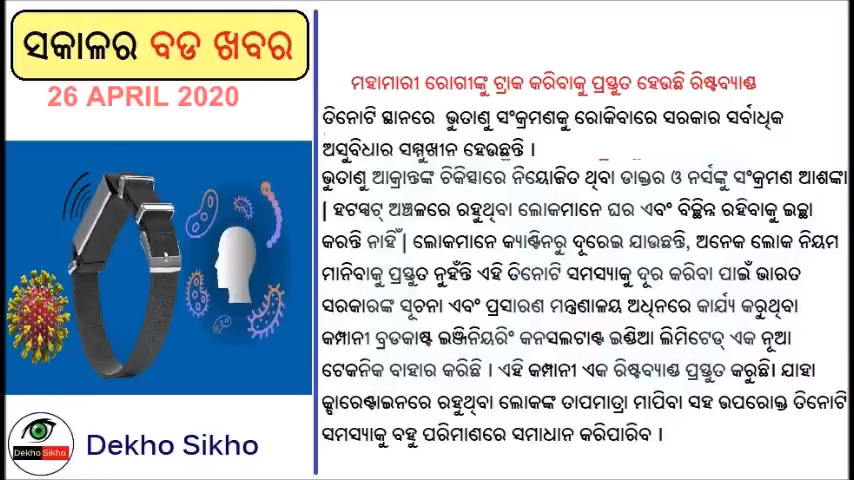 ସକାଳର ବଡ ଖବର
26 APRIL 2020
ମହାମାରୀ ରୋଗୀଙ୍କୁ ଟ୍ରାକ କରିବାକୁ ପ୍ରସ୍ତୁତ ହେଉଛି ରିଷ୍ଟବ୍ୟାଣ୍ଡ
ତିନୋଟି ସ୍ଥାନରେ ଭୁତାଣୁ ସଂକ୍ରମଣକୁ ରୋକିବାରେ ସରକାର ସର୍ବାଧିକ
ଅସୁବିଧାର ସମ୍ମୁଖୀନ ହେଉଛନ୍ତି ।
ଭୁତାଣୁ ଆକ୍ରାନ୍ତଙ୍କ ଚିକିତ୍ସାରେ ନିୟୋଜିତ ଥିବା ଡାକ୍ତର ଓ ନର୍ସଙ୍କୁ ସଂକ୍ରମଣ ଆଶଙ୍କା
| ହଟସ୍ପଟ୍ ଅଞ୍ଚଳରେ ରହୁଥିବା ଲୋକମାନେ ଘର ଏବଂ ବିଚ୍ଛିନ୍ନ ରହିବାକୁ ଇଚ୍ଛା
କରନ୍ତି ନାହିଁ | ଲୋକମାନେ କ୍ୟାଣ୍ଟିନରୁ ଦୂରେଇ ଯାଉଛନ୍ତି, ଅନେକ ଲୋକ ନିୟମ
ମାନିବାକୁ ପ୍ରସ୍ତୁତ ନୁହଁନ୍ତି ଏହି ତିନୋଟି ସମସ୍ୟାକୁ ଦୂର କରିବା ପାଇଁ ଭାରତ
ସରକାରଙ୍କ ସୂଚନା ଏବଂ ପ୍ରସାରଣ ମନ୍ତ୍ରଣାଳୟ ଅଧିନରେ କାର୍ଯ୍ୟ କରୁଥିବା
କମ୍ପାନୀ ବ୍ରଡକାଷ୍ଟ ଇଞ୍ଜିନିୟରିଂ କନସଲଟାଣ୍ଟ ଇଣ୍ଡିଆ ଲିମିଟେଡ୍ ଏକ ନୂଆ
ଟେକନିକ ବାହାର କରିଛି । ଏହି କମ୍ପାନୀ ଏକ ରିଷ୍ଟବ୍ୟାଣ୍ଡ ପ୍ରସ୍ତୁତ କରୁଛି। ଯାହା
କ୍ବାରେଣ୍ଟାଇନରେ ରହୁଥିବା ଲୋକଙ୍କ ତାପମାତ୍ରା ମାପିବା ସହ ଉପରୋକ୍ତ ତିନୋଟି
ସମସ୍ୟାକୁ ବହୁ ପରିମାଣରେ ସମାଧାନ କରିପାରିବ ।
Dekho Sikho
Dekho Sikho